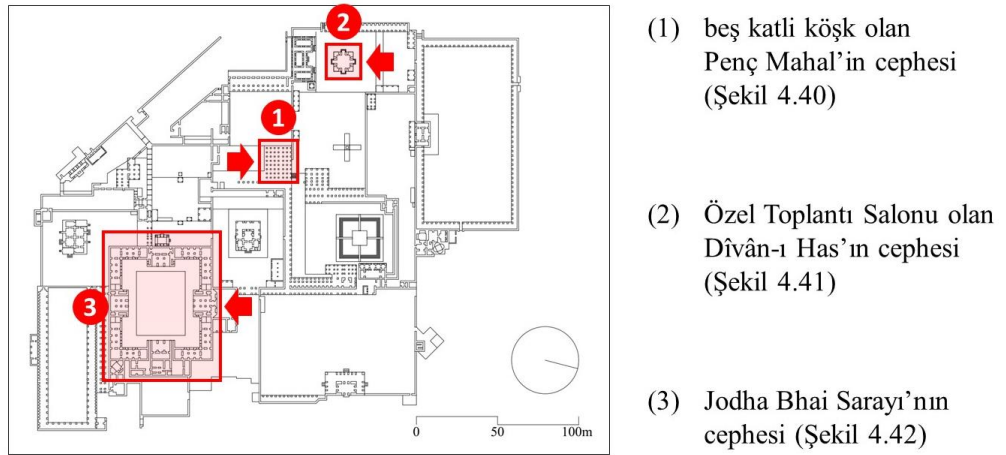 2
1
3
0 50 100m
(1) beş katli köşk olan
Penç Mahal’in cephesi
(Şekil 4.40)
(2) Özel Toplantı Salonu olan
Dîvân-ı Has’ın cephesi
(Şekil 4.41)
(3) Jodha Bhai Sarayı’nın
cephesi (Şekil 4.42)